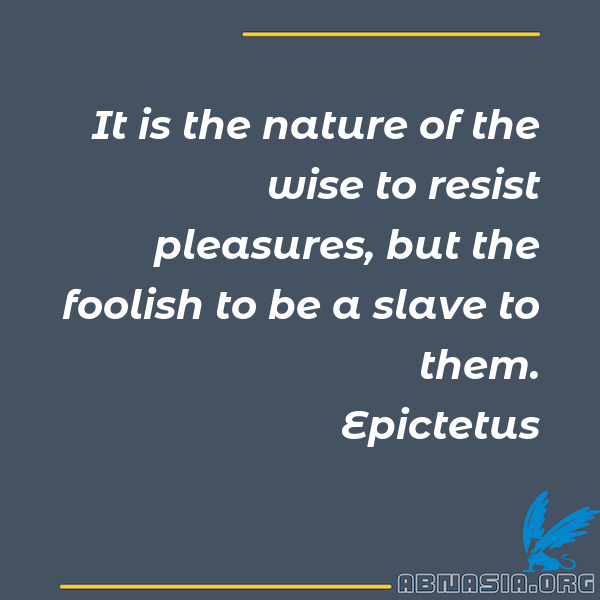 It is the nature of the
wise to resist
pleasures, but the
foolish to be a slave to
them.
Epictetus
ABNASIA.ORG